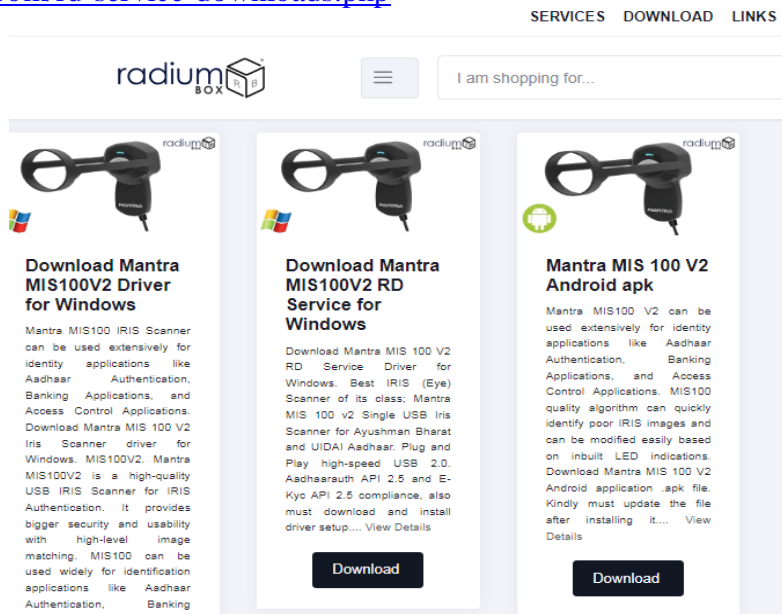 SERVICES DOWNLOAD LINKS
radium
BOX
R B
I am shopping for...
radium
Download Mantra
MIS100V2 Driver
for Windows
Mantra MIS100 IRIS Scanner
can be used extensively for
identity applications like
Aadhaar Authentication,
Banking Applications, and
Access Control Applications.
Download Mantra MIS 100 V2
Iris Scanner driver for
Windows. MIS100V2. Mantra
MIS100V2 is a high-quality
USB IRIS Scanner for IRIS
Authentication. It provides
bigger security and usability
with high-level image
matching. MIS100 can be
used widely for identification
applications like Aadhaar
Authentication, Banking
radium
Download Mantra
MIS100V2 RD
Service for
Windows
Download Mantra MIS 100 V2
RD Service Driver for
Windows. Best IRIS (Eye)
Scanner of its class; Mantra
MIS 100 v2 Single USB Iris
Scanner for Ayushman Bharat
and UIDAI Aadhaar. Plug and
Play high-speed USB 2.0.
Aadhaarauth API 2.5 and E-
Kyc API 2.5 compliance, also
must download and install
driver setup.... View Details
Download
radium
Mantra MIS 100 V2
Android apk
Mantra MIS100 V2 can be
used extensively for identity
applications like Aadhaar
Authentication, Banking
Applications, and Access
Control Applications. MIS100
quality algorithm can quickly
identify poor IRIS images and
can be modified easily based
on inbuilt LED indications.
Download Mantra MIS 100 V2
Android application .apk file.
Kindly must update the file
after installing it.... View
Details
Download